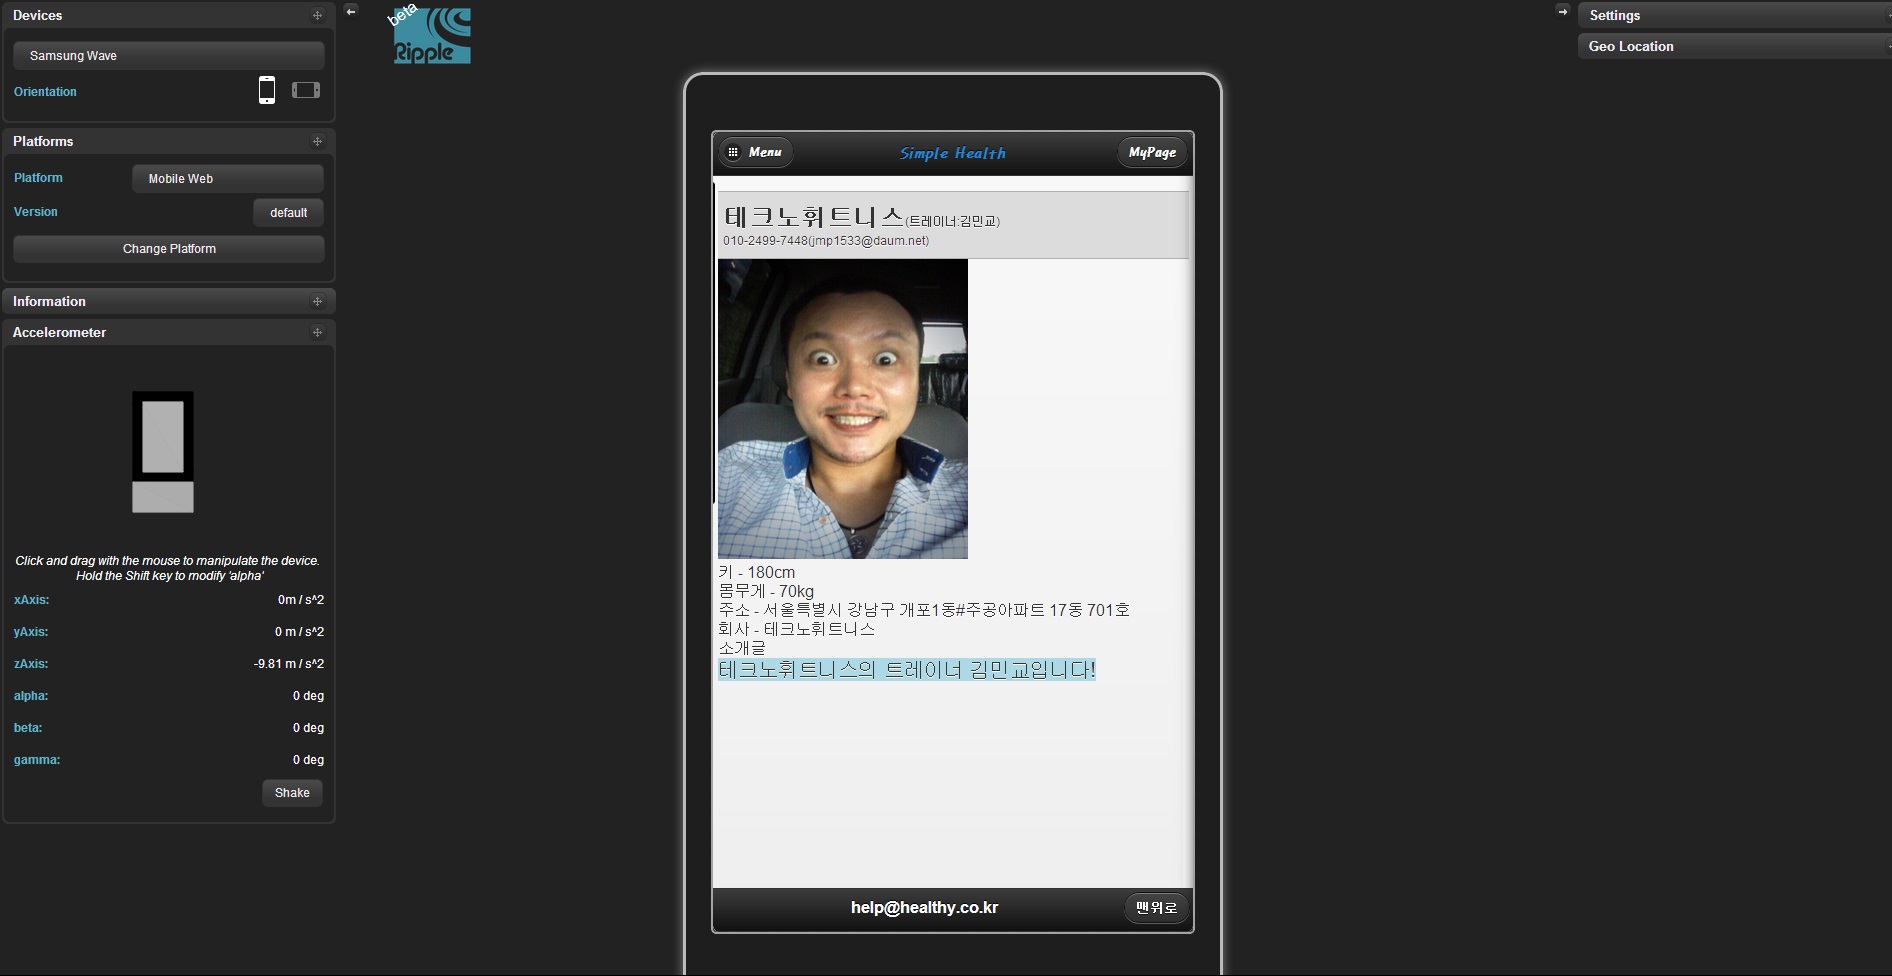 Devices
Samsung Wave
Orientation
Platforms
Platform
Mobile Web
Version
default
Change Platform
Information
Accelerometer
Click and drag with the mouse to manipulate the device.
Hold the Shift key to modify 'alpha'
xAxis: 0m / s^2
yAxis: 0 m / s^2
zAxis: -9.81 m / s^2
alpha: 0 deg
beta: 0 deg
gamma: 0 deg
Shake
←
beta
Ripple
Menu
Simple Health
MyPage
테크노휘트니스(트레이너:김민교)
010-2499-7448(jmp1533@daum.net)
키 - 180cm
몸무게 - 70kg
주소 - 서울특별시 강남구 개포1동#주공아파트 17동 701호
회사 - 테크노휘트니스
소개글
테크노휘트니스의 트레이너 김민교입니다!
help@healthy.co.kr
맨위로
→
Settings
Geo Location